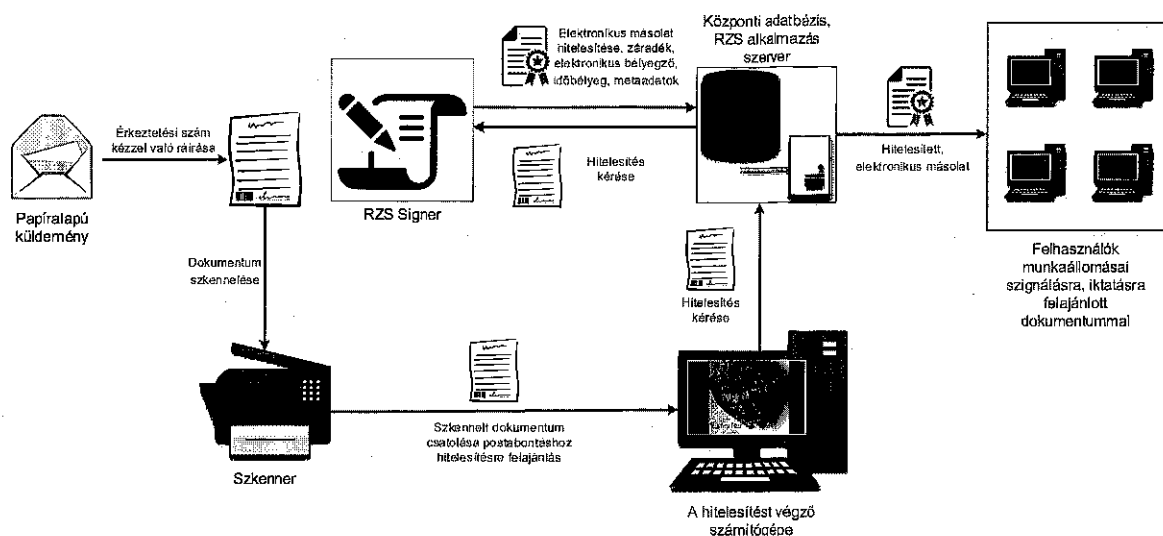 Papíralapú
küldemény
Érkeztetési szám
kézzel való ráírása
RZS Signer
Elektronikus másolat
hitelesítése, záradék,
elektronikus bélyegző,
időbélyeg, metaadatok
Hitelesítés
kérése
Központi adatbázis,
RZS alkalmazás
szerver
Hitelesített,
elektronikus másolat
Felhasználók
munkaállomásai
szignálásra, iktatásra
felajánlott
dokumentummal
Dokumentum
szkennelése
Hitelesítés
kérése
Szkenner
Szkennelt dokumentum
csatolása postabontáshoz
hitelesítésre felajánlás
A hitelesítést végző
számítógépe